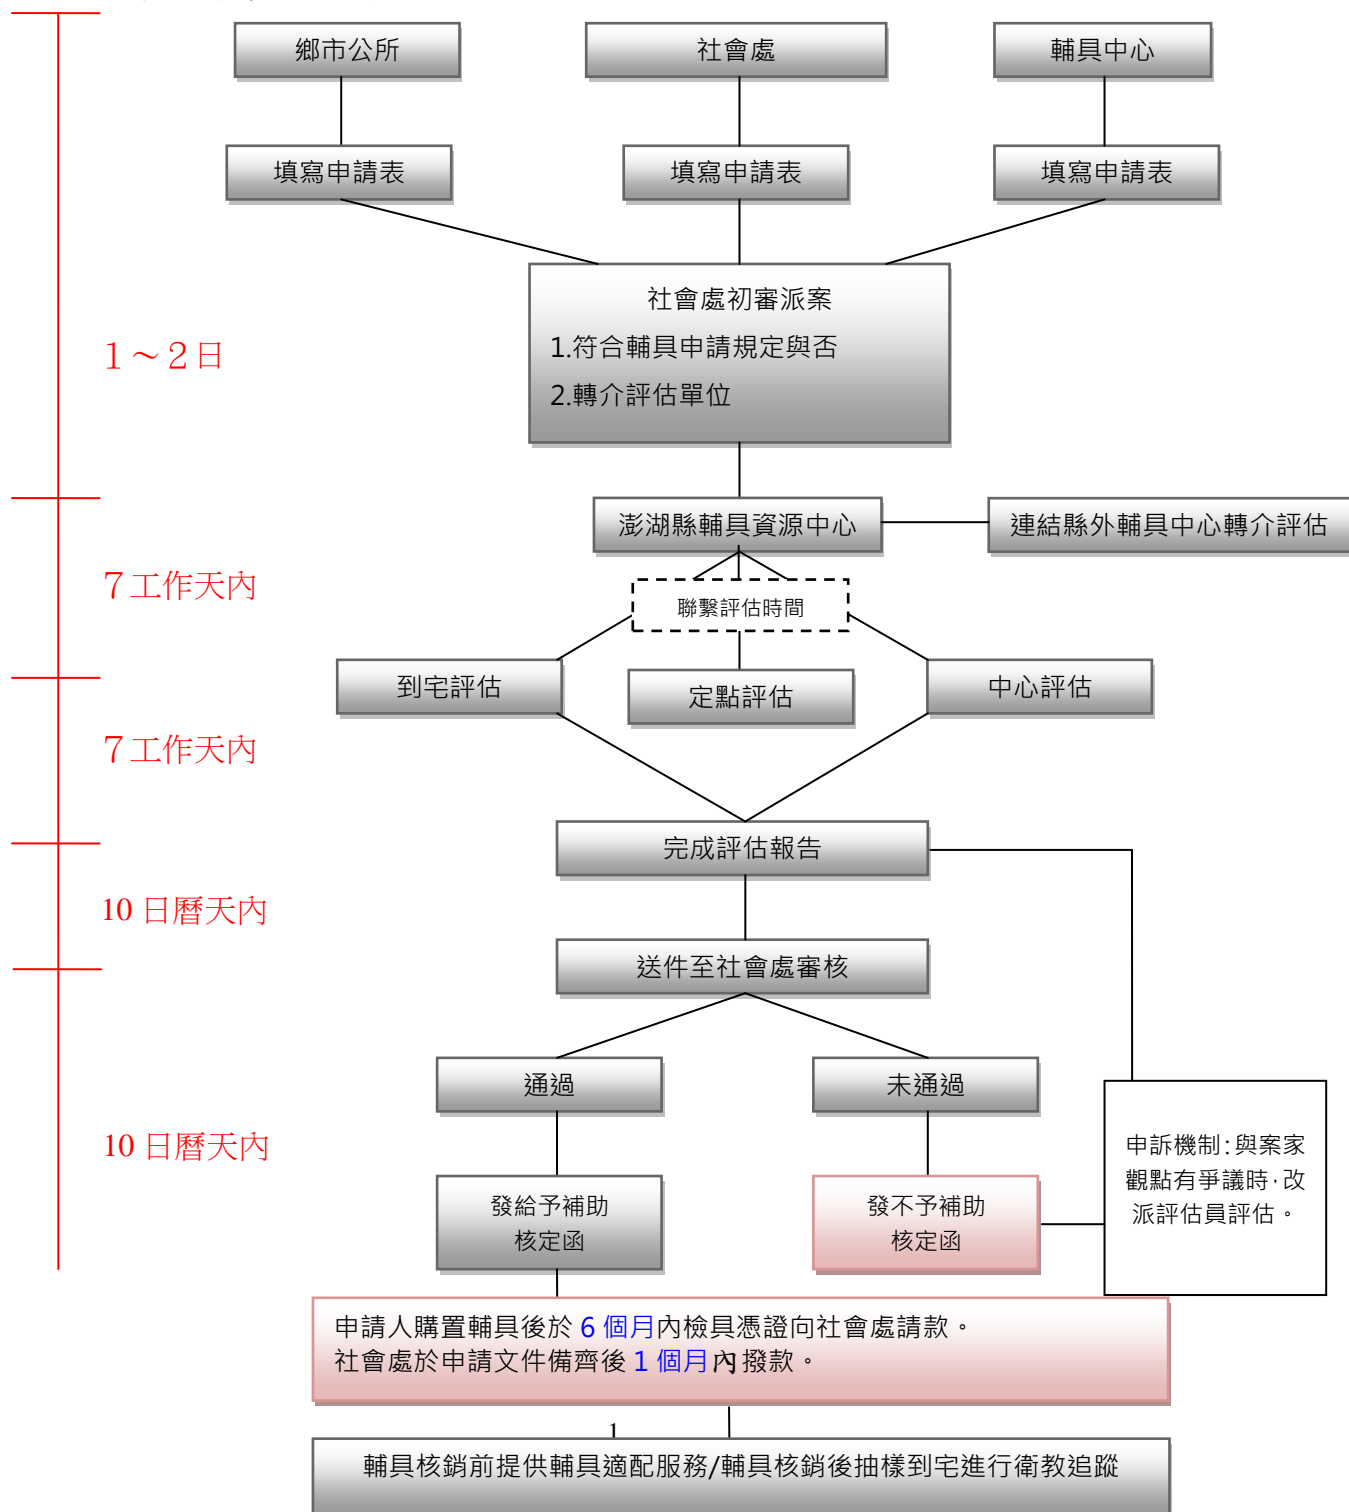 鄉市公所
社會處
輔具中心
填寫申請表
填寫申請表
填寫申請表
社會處初審派案
1.符合輔具申請規定與否
2.轉介評估單位
1～2日
澎湖縣輔具資源中心
連結縣外輔具中心轉介評估
7工作天內
聯繫評估時間
到宅評估
定點評估
中心評估
7工作天內
完成評估報告
10 日曆天內
送件至社會處審核
通過
未通過
10 日曆天內
申訴機制:與案家
觀點有爭議時,改
派評估員評估。
發給予補助
核定函
發不予補助
核定函
申請人購置輔具後於 6 個月內檢具憑證向社會處請款。
社會處於申請文件備齊後 1 個月內撥款。
1
輔具核銷前提供輔具適配服務/輔具核銷後抽樣到宅進行衛教追蹤